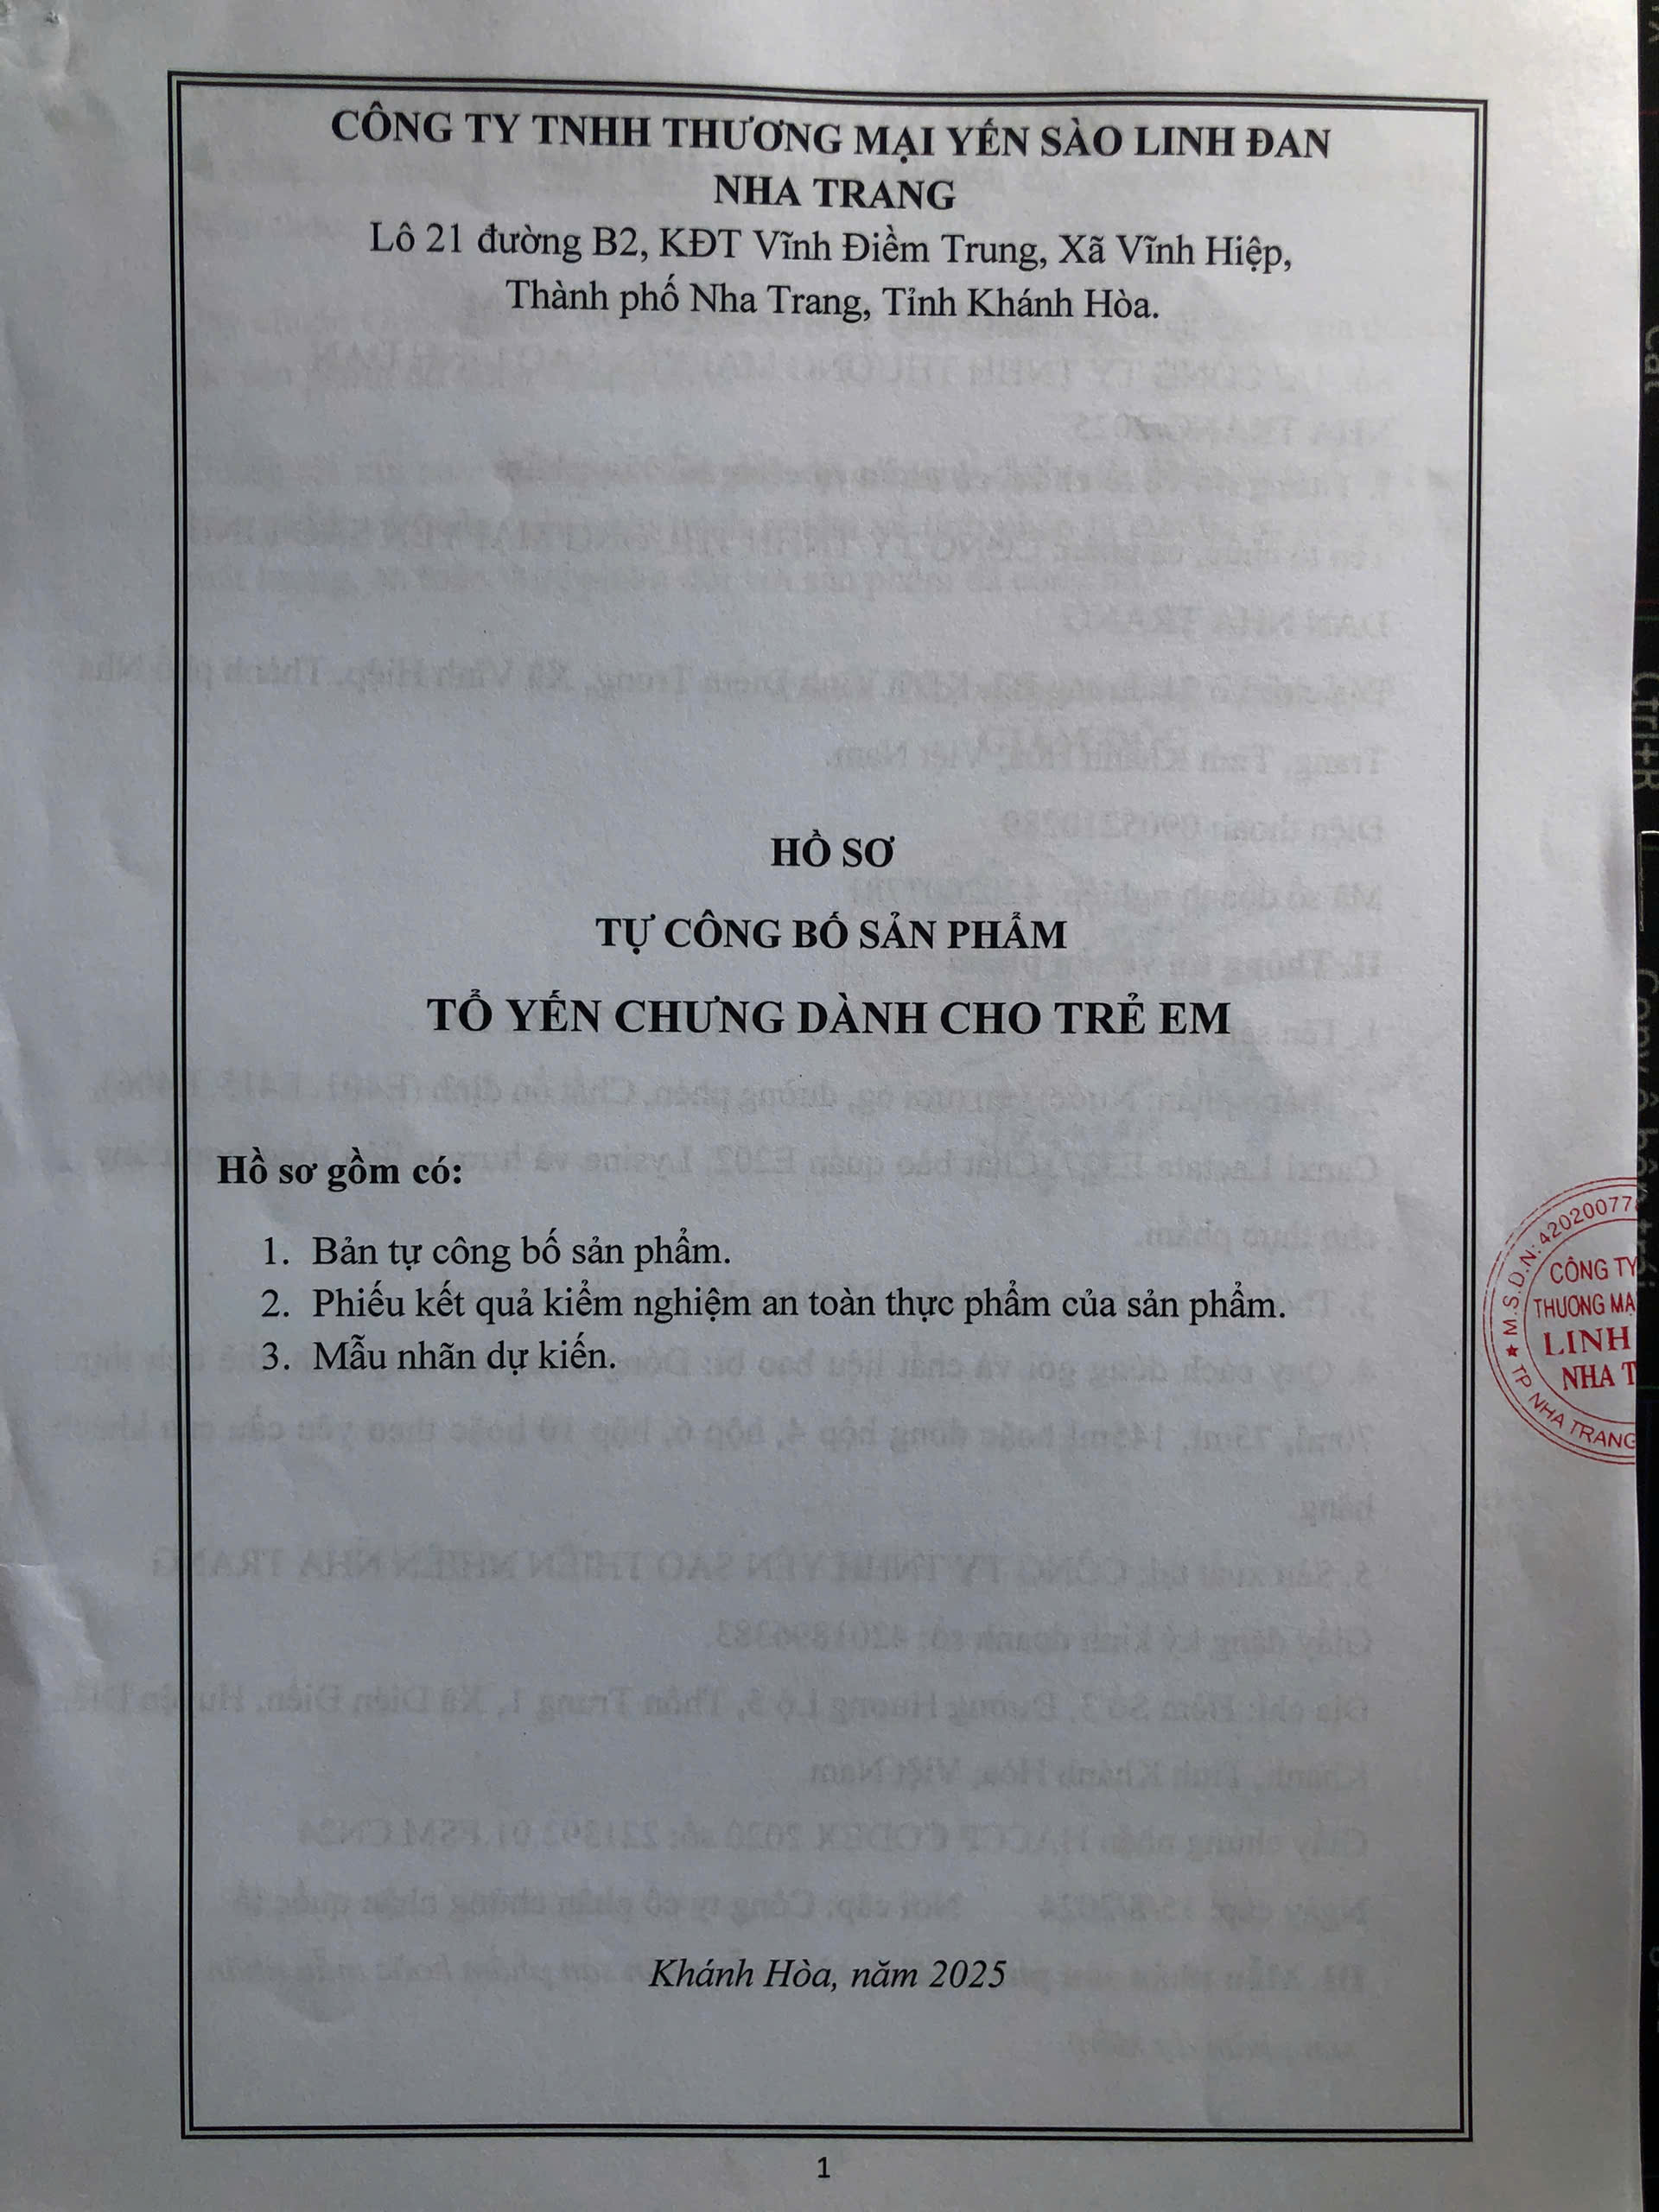 CÔNG TY TNHH THƯƠNG MẠI YẾN SÀO LINH ĐAN
NHA TRANG
Lô 21 đường B2, KĐT Vĩnh Điềm Trung, Xã Vĩnh Hiệp,
Thành phố Nha Trang, Tỉnh Khánh Hòa.
HỒ SƠ
TỰ CÔNG BỐ SẢN PHẨM
TỔ YẾN CHƯNG DÀNH CHO TRẺ EM
Hồ sơ gồm có:
1. Bản tự công bố sản phẩm.
2. Phiếu kết quả kiểm nghiệm an toàn thực phẩm của sản phẩm.
3. Mẫu nhãn dự kiến.
M.S.D.N: 42020077
CÔNG TY
THƯƠNG MẠ
LINH
NHA T
TP NHA TRANG
Khánh Hòa, năm 2025
1
Ctrl+R